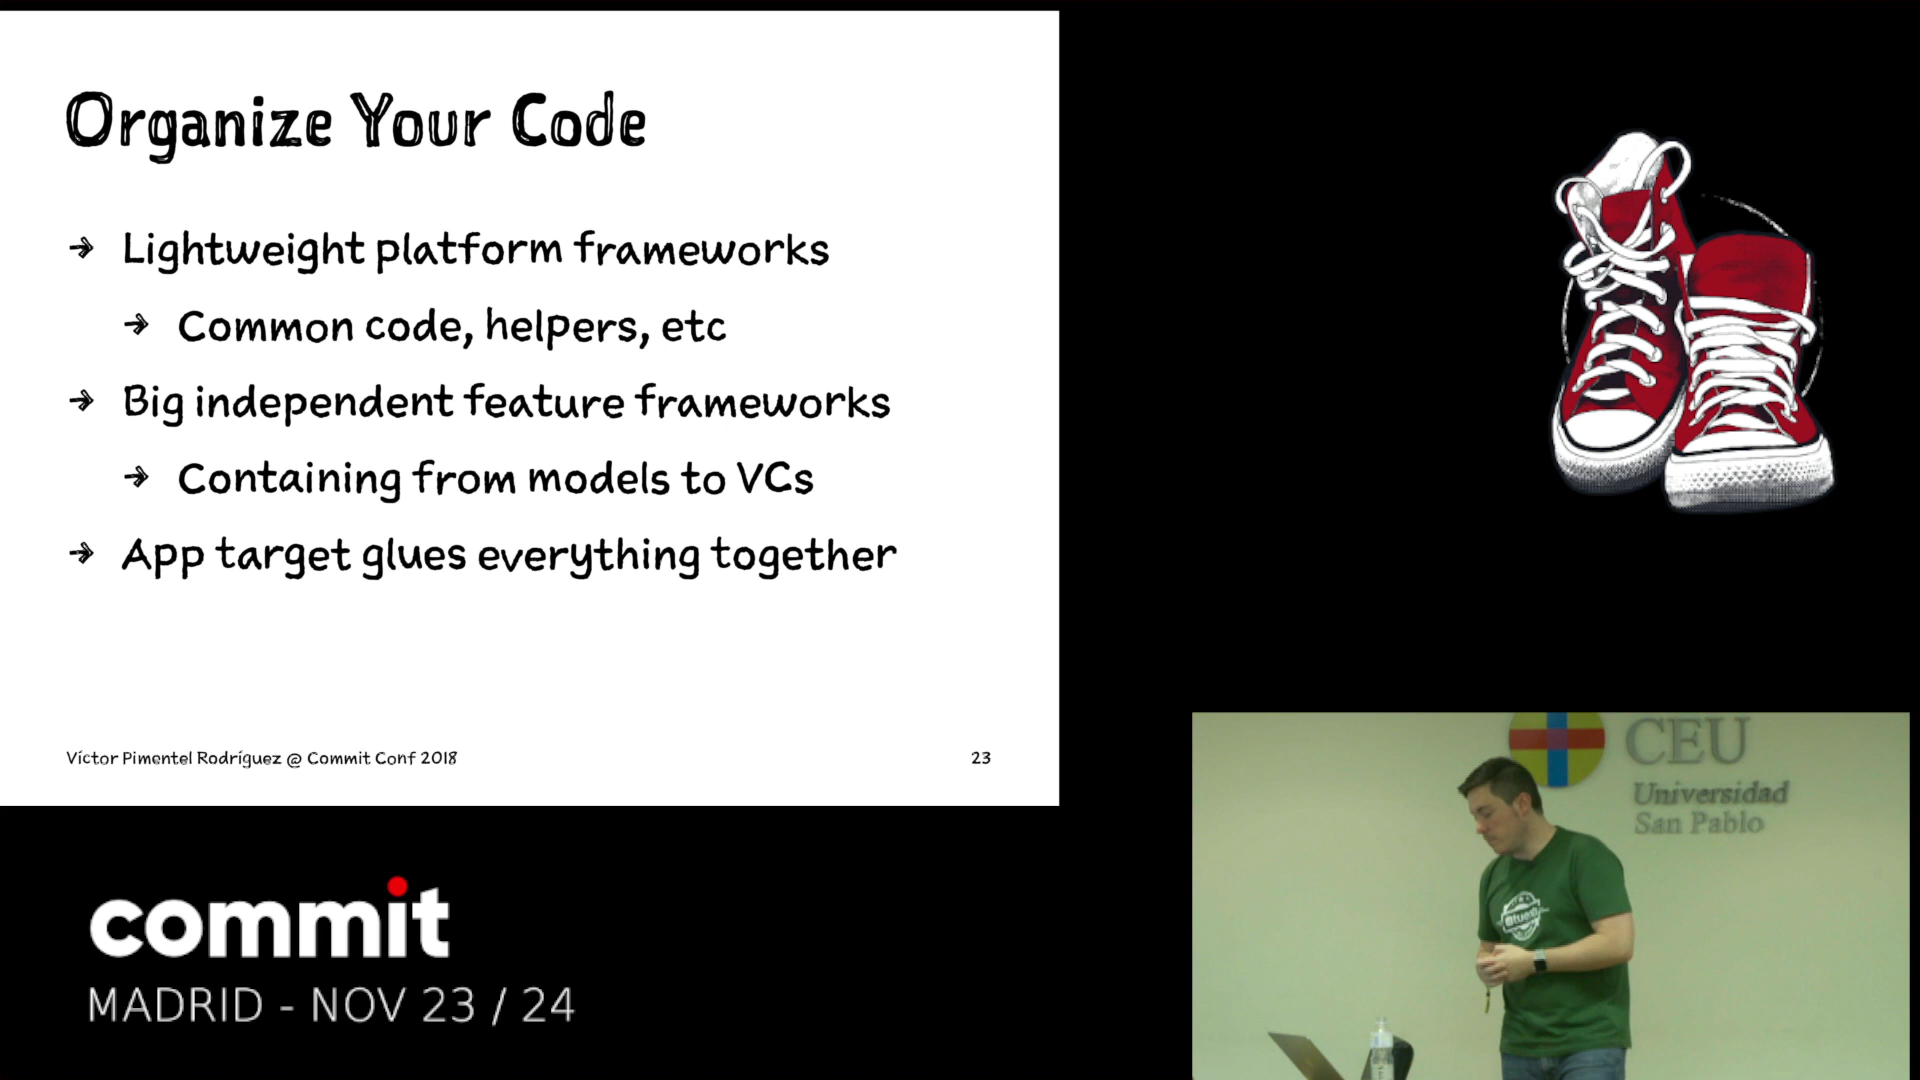 Organize Your Code
→ Lightweight platform frameworks
→ Common code, helpers, etc
→ Big independent feature frameworks
→ Containing from models to VCs
→ App target glues everything together
Víctor Pimentel Rodríguez @ Commit Conf 2018
23
commit
MADRID - NOV 23 / 24
CEU
Universidad
San Pablo